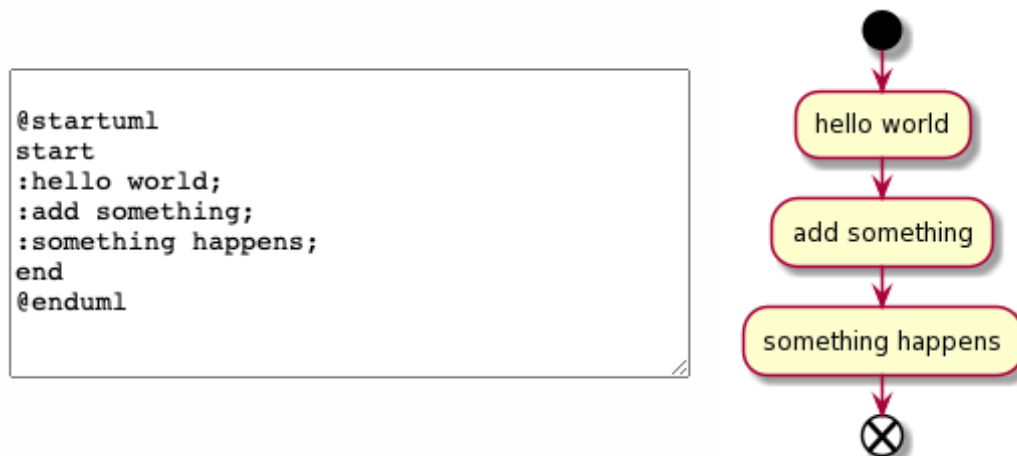 @startuml
start
:hello world;
:add something;
:something happens;
end
@enduml
hello world
add something
something happens